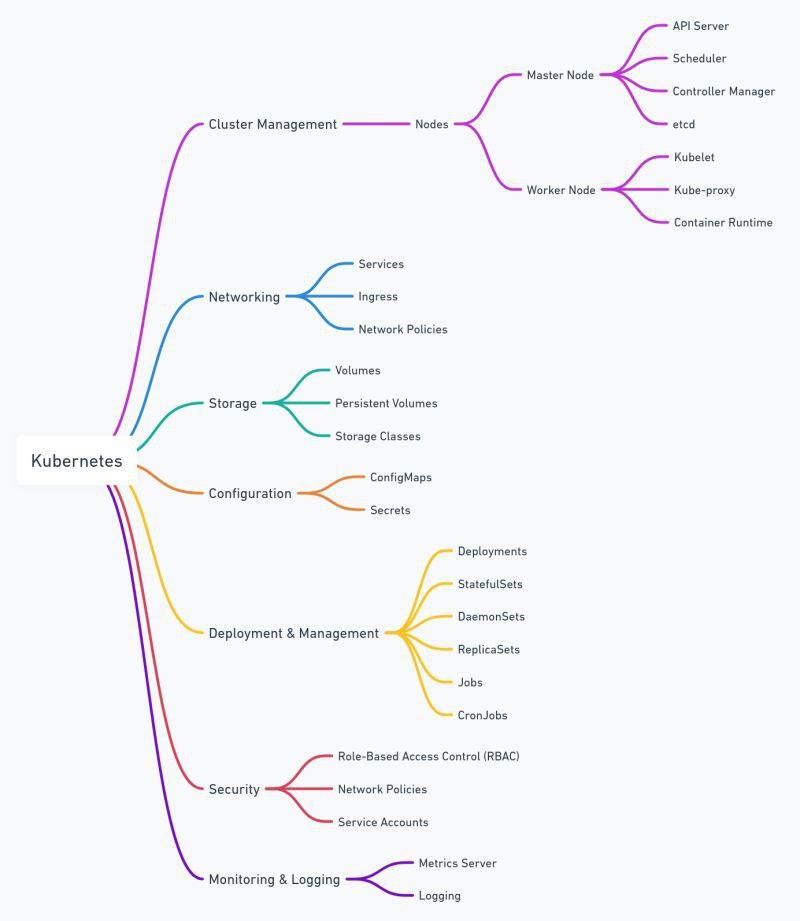 Kubernetes
Cluster Management
Nodes
Master Node
API Server
Scheduler
Controller Manager
etcd
Worker Node
Kubelet
Kube-proxy
Container Runtime
Networking
Services
Ingress
Network Policies
Storage
Volumes
Persistent Volumes
Storage Classes
Configuration
ConfigMaps
Secrets
Deployment & Management
Deployments
StatefulSets
DaemonSets
ReplicaSets
Jobs
CronJobs
Security
Role-Based Access Control (RBAC)
Network Policies
Service Accounts
Monitoring & Logging
Metrics Server
Logging